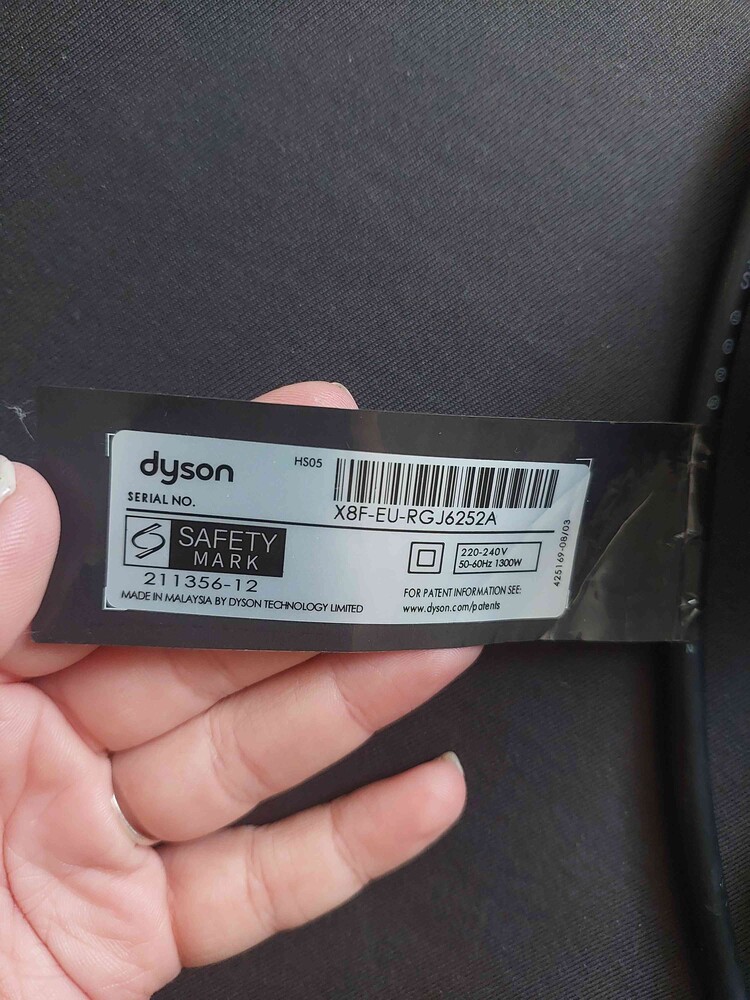 dyson
HS05
SERIAL NO.
X8F-EU-RGJ6252A
SAFETY
MARK
211356-12
220-240V
50-60Hz 1300W
MADE IN MALAYSIA BY DYSON TECHNOLOGY LIMITED
FOR PATENT INFORMATION SEE:
www.dyson.com/patents
425169-08/03